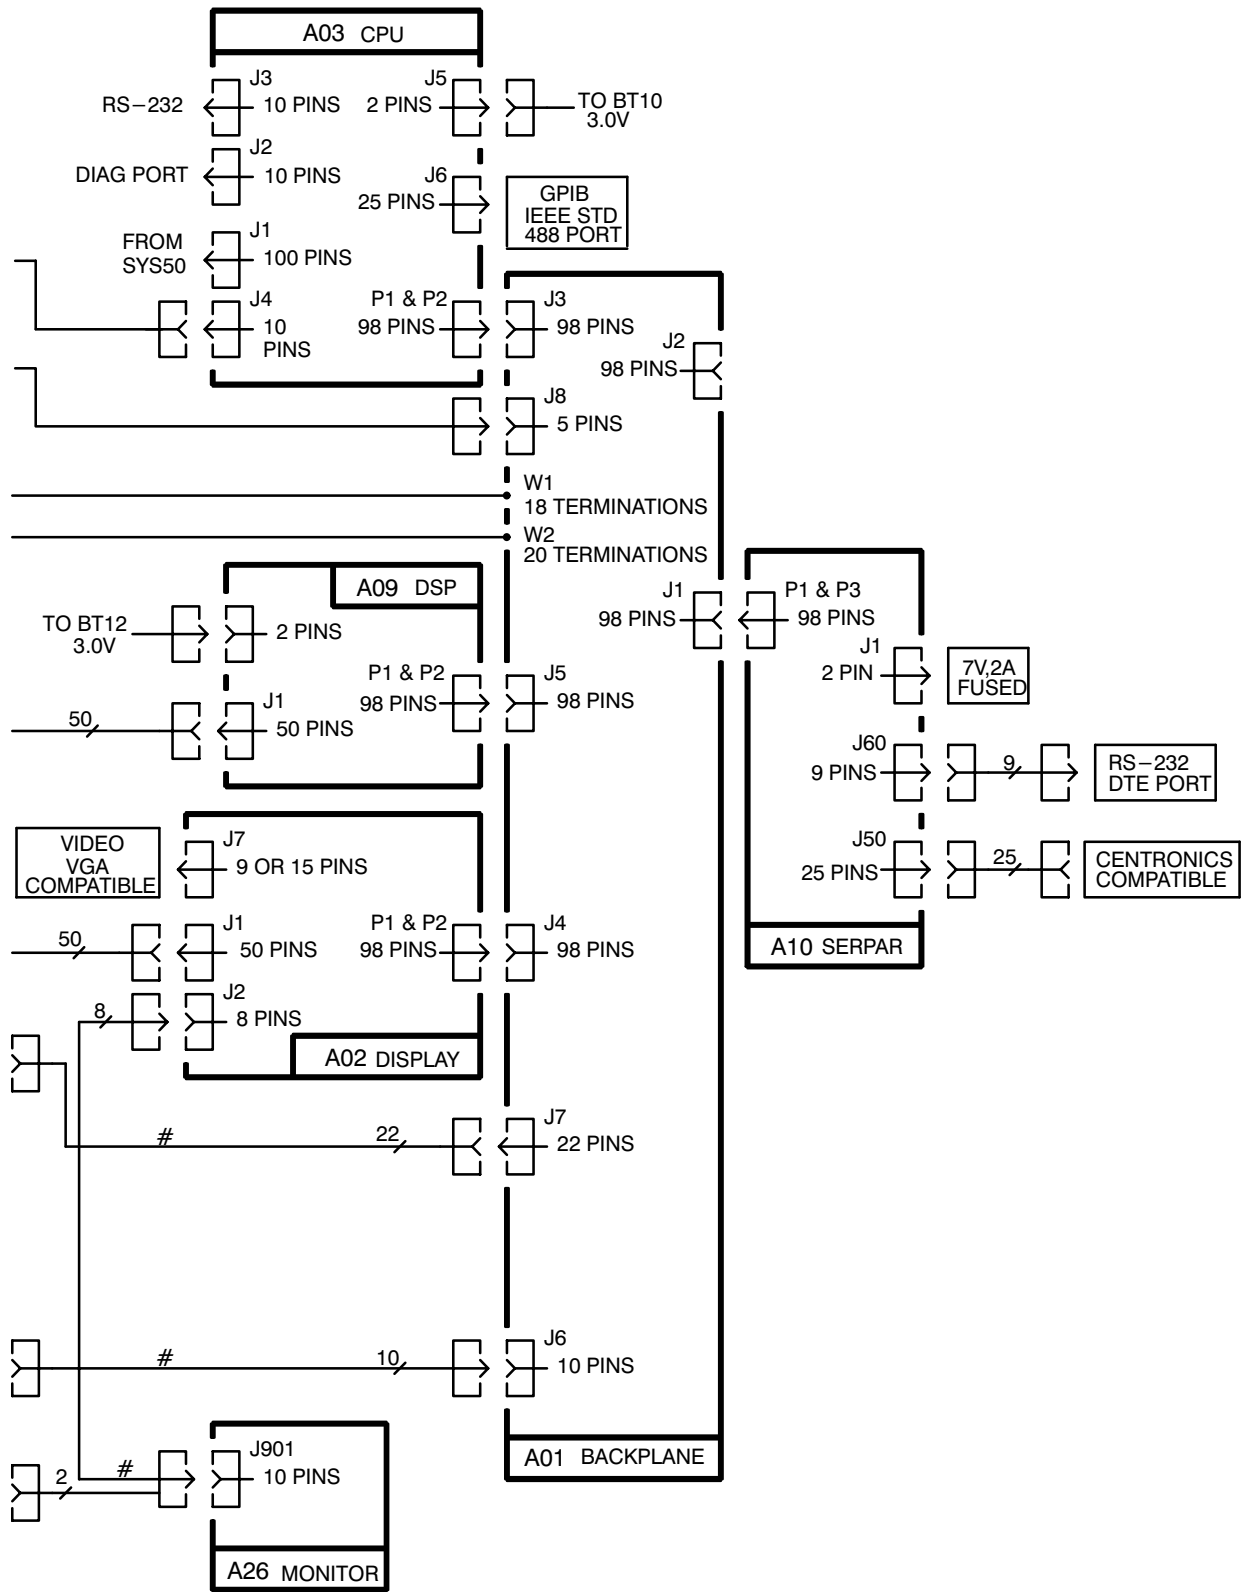 A03 CPU
J3
RS−232
10 PINS
J5
2 PINS
TO BT10
3.0V
J2
DIAG PORT
10 PINS
J6
25 PINS
GPIB
IEEE STD
488 PORT
FROM
SYS50
J1
100 PINS
J4
10
PINS
P1 & P2
98 PINS
J3
98 PINS
J2
98 PINS
J8
5 PINS
W1
18 TERMINATIONS
W2
20 TERMINATIONS
A09 DSP
TO BT12
3.0V
2 PINS
J1
98 PINS
P1 & P3
98 PINS
J1
2 PIN
7V,2A
FUSED
P1 & P2
98 PINS
J5
98 PINS
50
J1
50 PINS
J60
9 PINS
9
RS−232
DTE PORT
VIDEO
VGA
COMPATIBLE
J7
9 OR 15 PINS
J50
25 PINS
25
CENTRONICS
COMPATIBLE
50
J1
50 PINS
P1 & P2
98 PINS
J4
98 PINS
A10 SERPAR
8
J2
8 PINS
A02 DISPLAY
#
22
J7
22 PINS
#
10
J6
10 PINS
A01 BACKPLANE
2
#
J901
10 PINS
A26 MONITOR